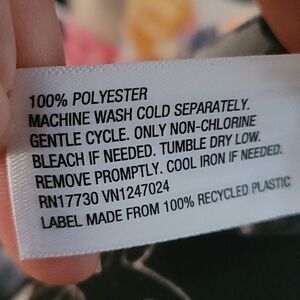 100% POLYESTER
MACHINE WASH COLD SEPARATELY.
GENTLE CYCLE. ONLY NON-CHLORINE
BLEACH IF NEEDED. TUMBLE DRY LOW.
REMOVE PROMPTLY. COOL IRON IF NEEDED.
RN17730 VN1247024
LABEL MADE FROM 100% RECYCLED PLASTIC